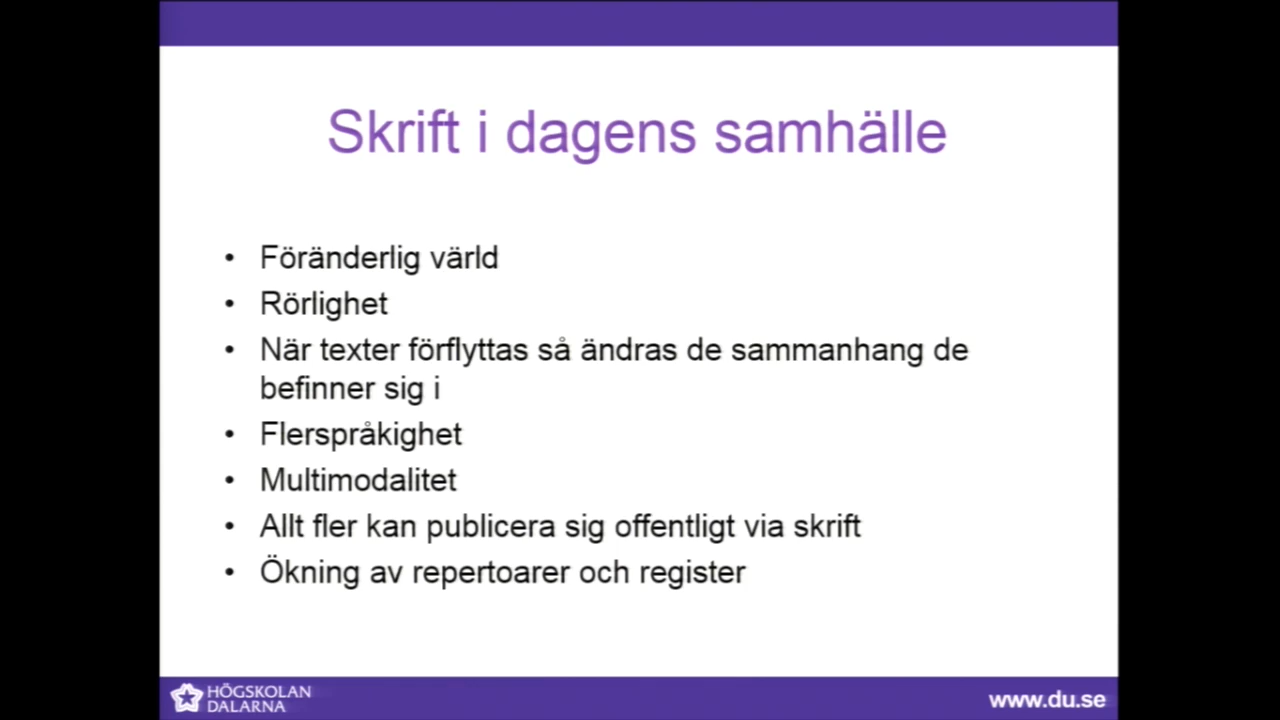 Skrift i dagens samhälle
• Föränderlig värld
• Rörlighet
• När texter förflyttas så ändras de sammanhang de
befinner sig i
• Flerspråkighet
• Multimodalitet
• Allt fler kan publicera sig offentligt via skrift
• Ökning av repertoarer och register
HÖGSKOLAN
DALARNA
www.du.se